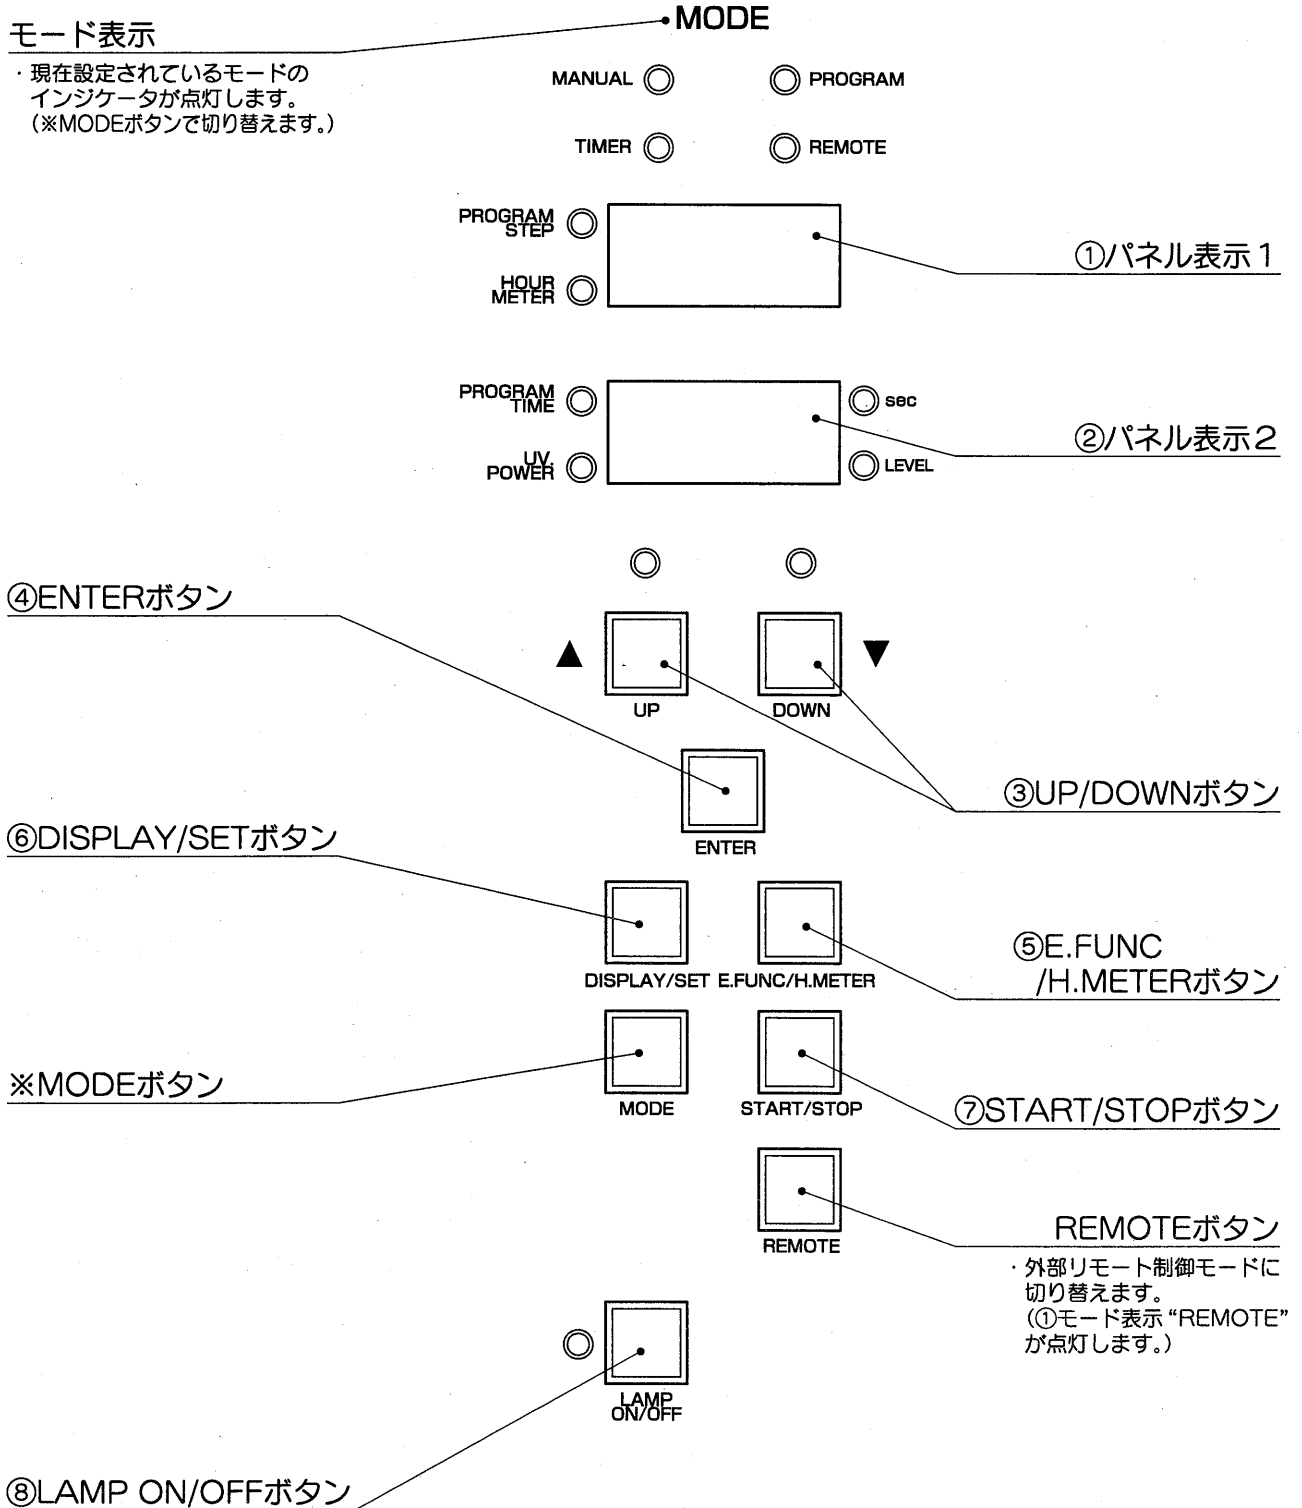 モード表示
・現在設定されているモードの
インジケータが点灯します。
(※MODEボタンで切り替えます。)
MODE
MANUAL
PROGRAM
TIMER
REMOTE
PROGRAM
STEP
HOUR
METER
①パネル表示1
PROGRAM
TIME
UV.
POWER
sec
LEVEL
②パネル表示2
④ENTERボタン
▲
▼
UP
DOWN
③UP/DOWNボタン
ENTER
⑥DISPLAY/SETボタン
DISPLAY/SET
E.FUNC/H.METER
⑤E.FUNC
/H.METERボタン
※MODEボタン
MODE
START/STOP
⑦START/STOPボタン
REMOTE
REMOTEボタン
・外部リモート制御モードに
切り替えます。
(①モード表示“REMOTE”
が点灯します。)
LAMP
ON/OFF
⑧LAMP ON/OFFボタン